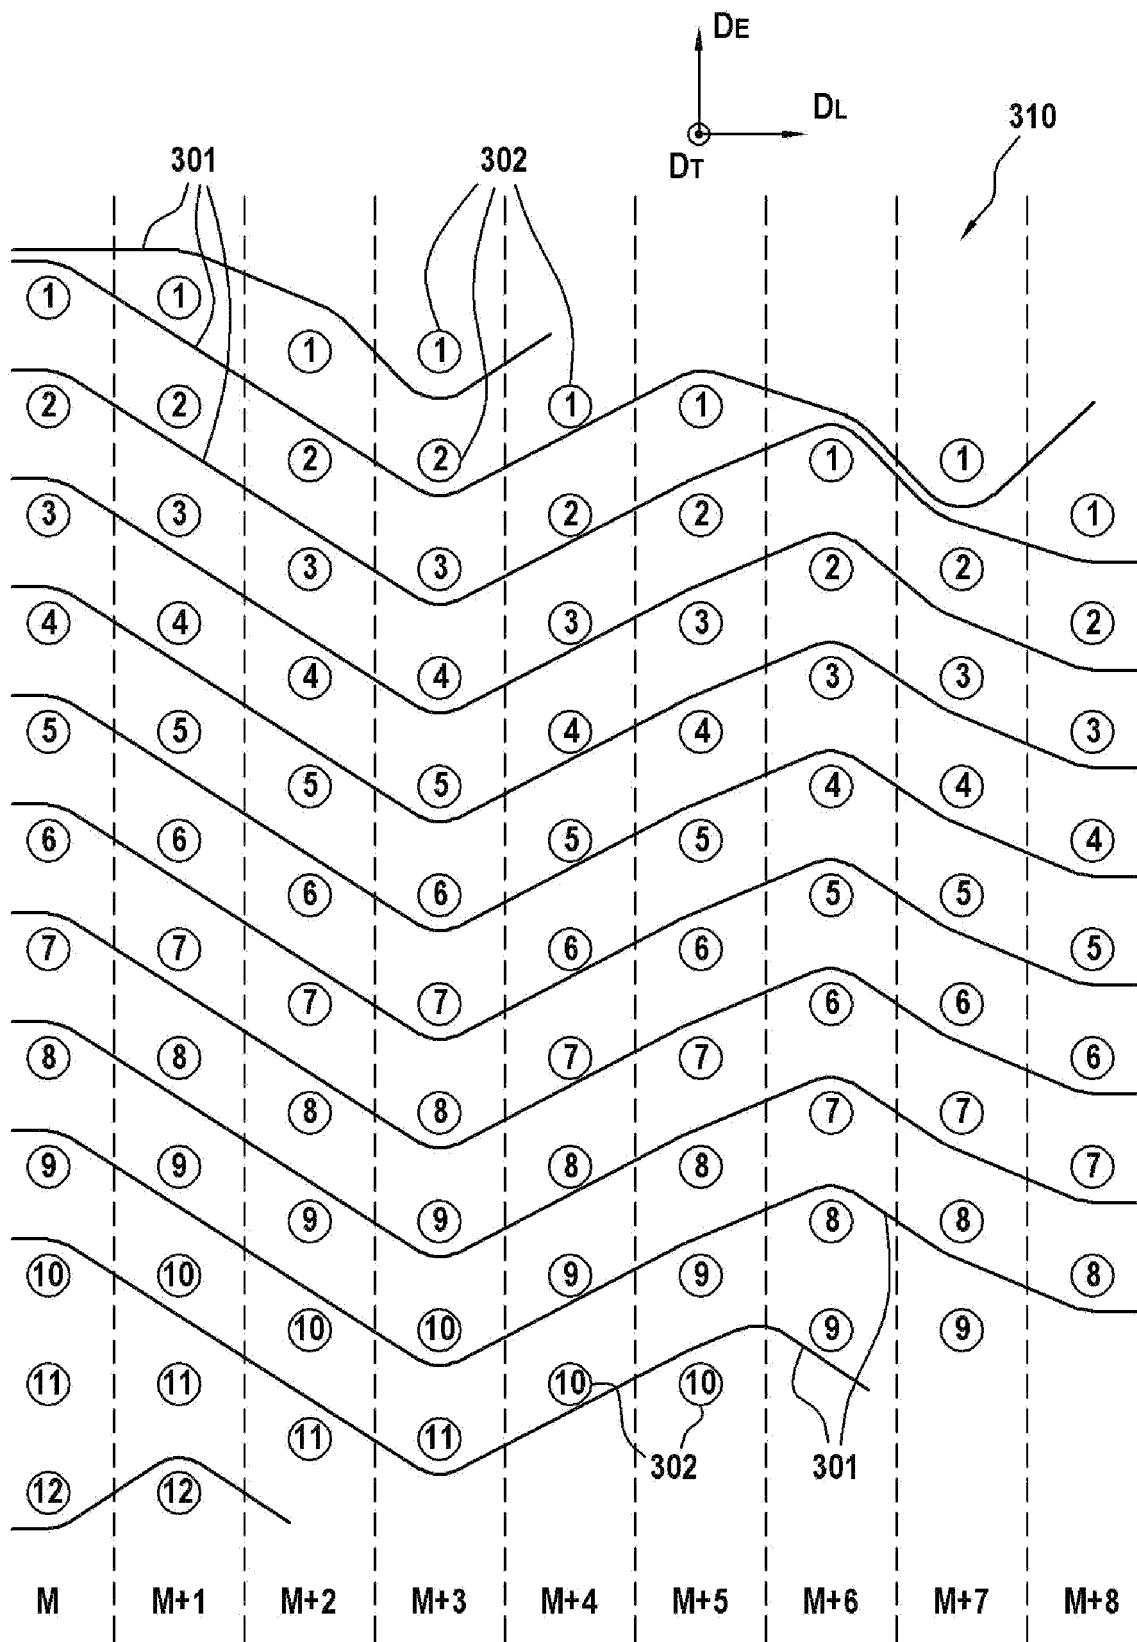 DE
DL
310
DT
301
302
1 1
1 1
2 2 1 1
2 2 1 1
3 3 2 2 1
3 3 2 2
4 4 3 3 2
4 4 3 3
5 5 4 4 3
5 5 4 4
6 6 5 5 4
6 6 5 5
7 7 6 6 5
7 7 6 6
8 8 7 7 6
8 8 7 7
9 9 8 8 7
9 9 8 8
10 10 9 9 8
10 10 9 9
11 11 10 10
11 11
302 301
12 12
M M+1 M+2 M+3 M+4 M+5 M+6 M+7 M+8